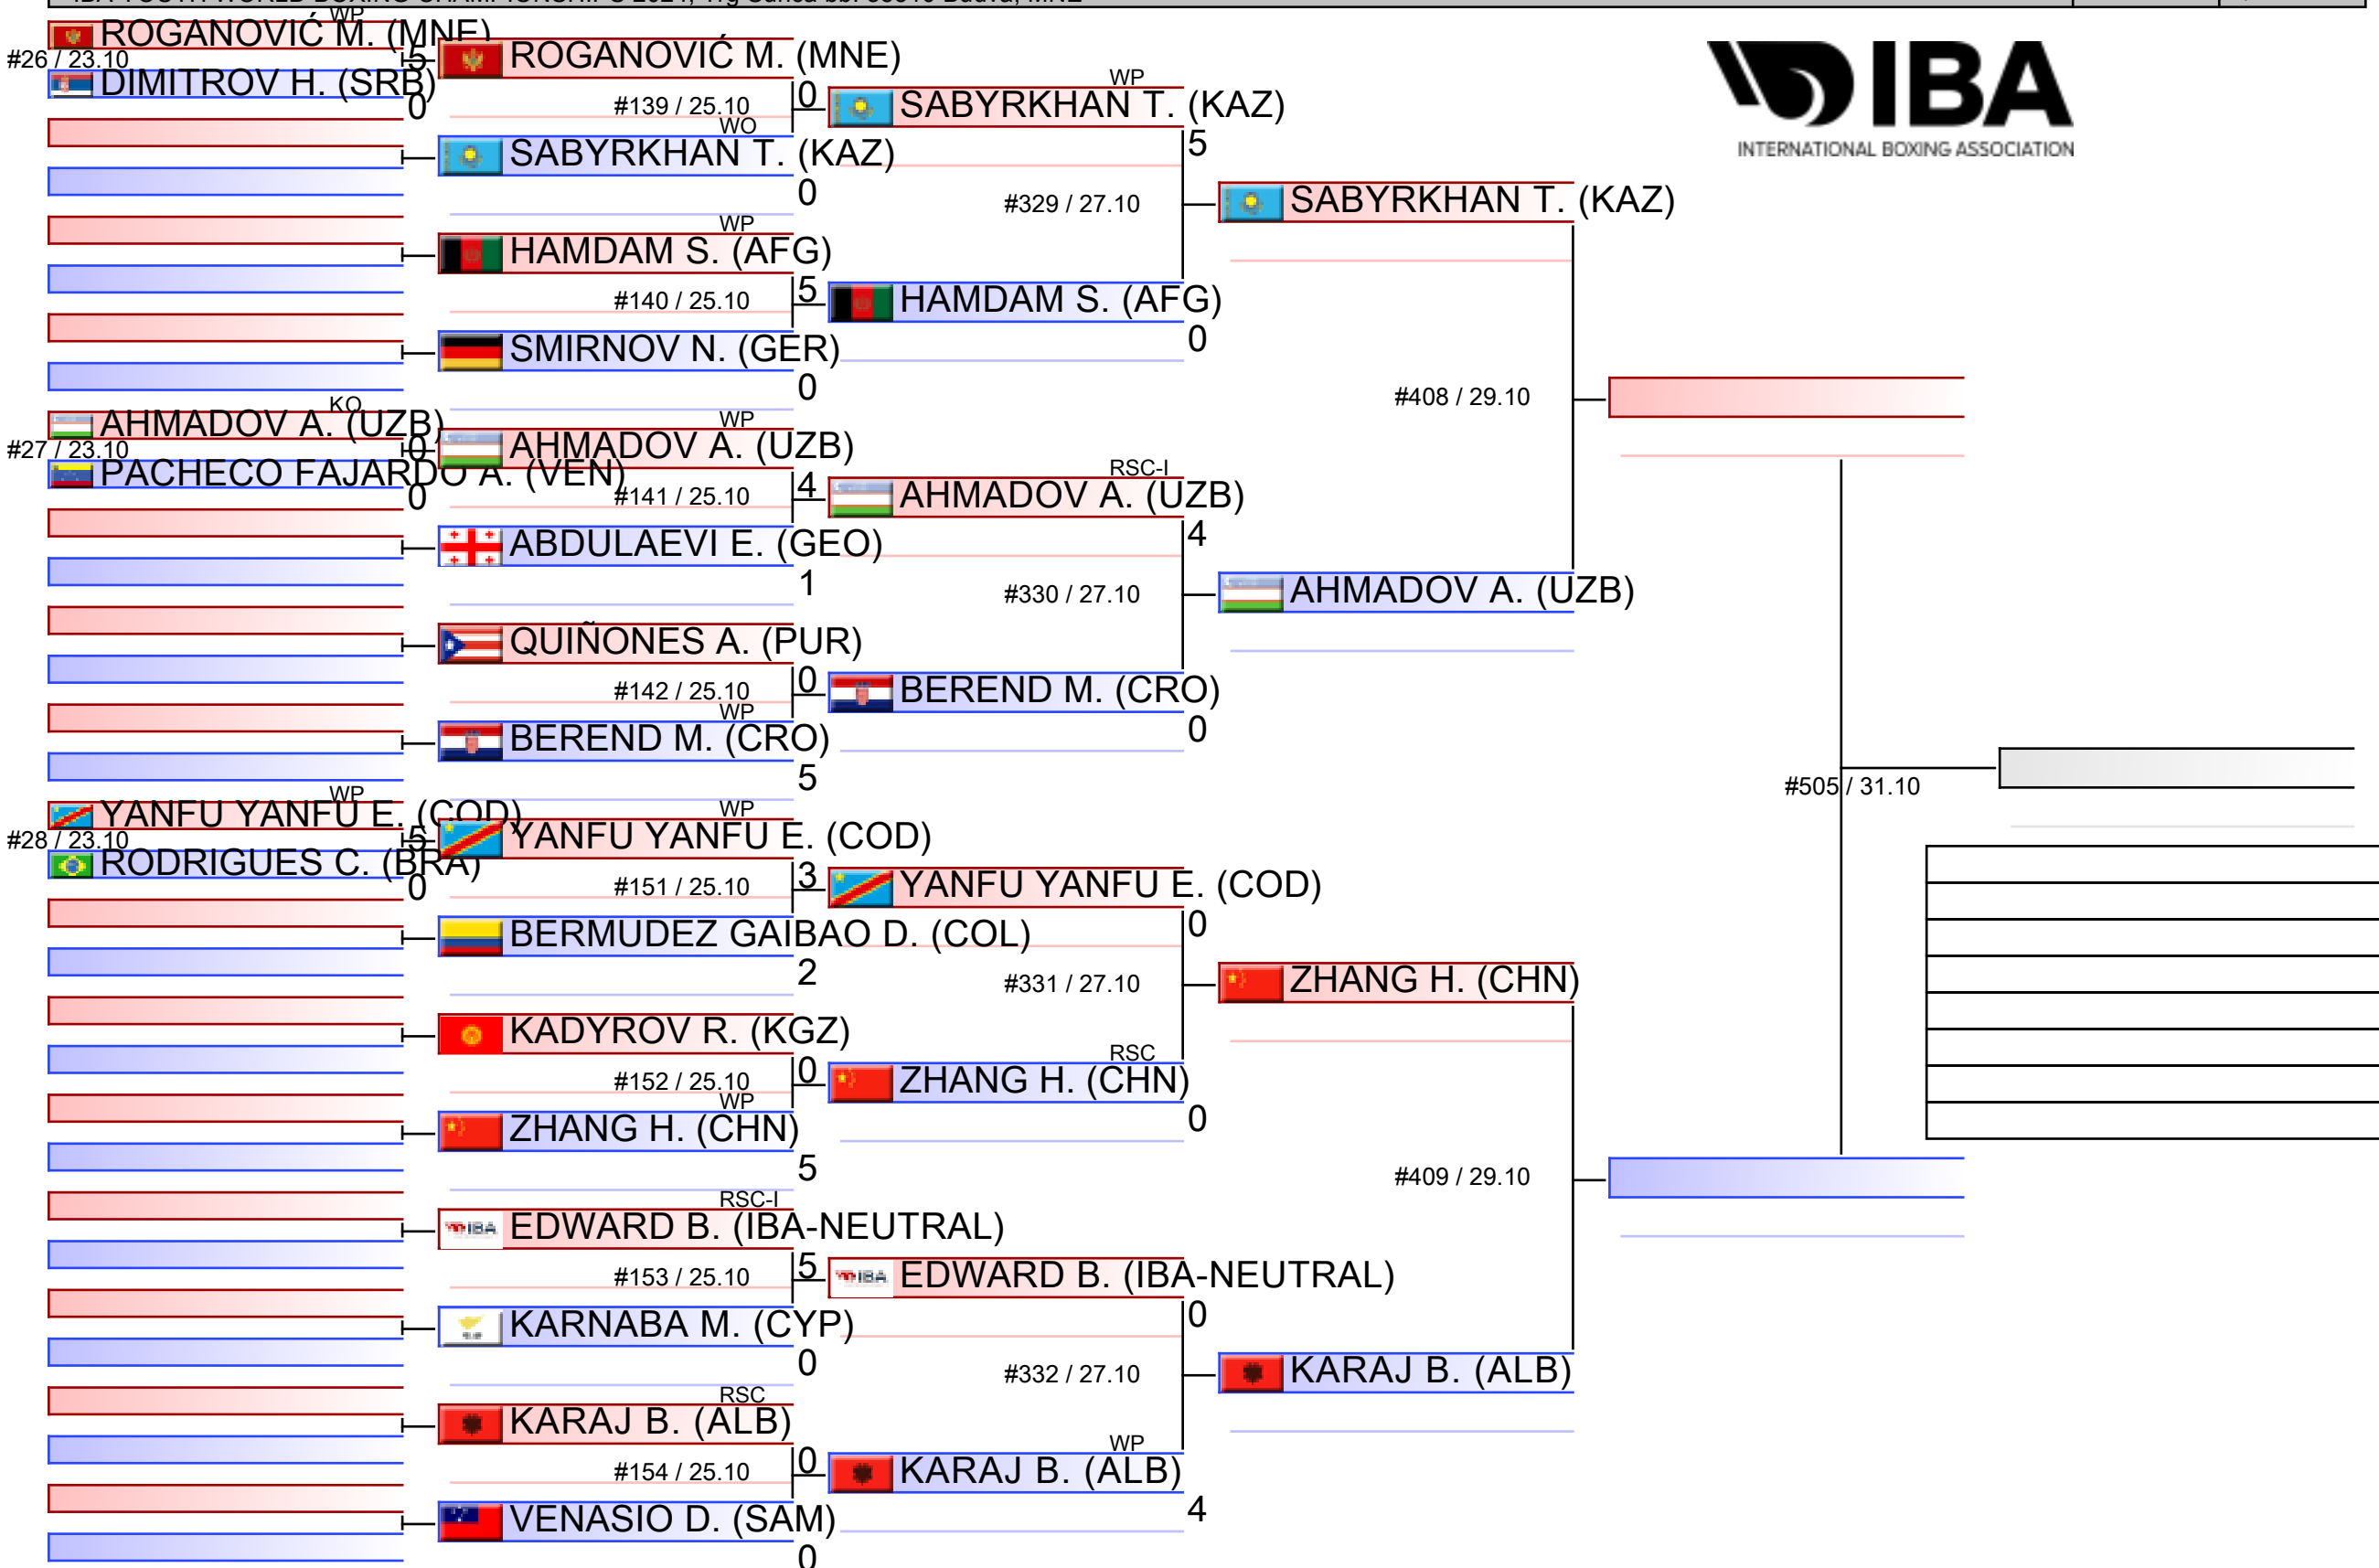 WP
ROGANOVIĆ M. (MNE)
#26 / 23.10
5
DIMITROV H. (SRB)
0
KO
AHMADOV A. (UZB)
#27 / 23.10
0
PACHECO FAJARDO A. (VEN)
0
WP
YANFU YANFU E. (COD)
#28 / 23.10
5
RODRIGUES C. (BRA)
0
ROGANOVIĆ M. (MNE)
0
#139 / 25.10
WO
SABYRKHAN T. (KAZ)
0
WP
HAMDAM S. (AFG)
5
#140 / 25.10
SMIRNOV N. (GER)
0
WP
AHMADOV A. (UZB)
4
#141 / 25.10
ABDULAEVI E. (GEO)
1
QUIÑONES A. (PUR)
0
#142 / 25.10
WP
BEREND M. (CRO)
5
WP
YANFU YANFU E. (COD)
3
#151 / 25.10
BERMUDEZ GAIBAO D. (COL)
2
KADYROV R. (KGZ)
0
#152 / 25.10
WP
ZHANG H. (CHN)
5
RSC-I
EDWARD B. (IBA-NEUTRAL)
5
#153 / 25.10
KARNABA M. (CYP)
0
RSC
KARAJ B. (ALB)
0
#154 / 25.10
VENASIO D. (SAM)
0
WP
SABYRKHAN T. (KAZ)
5
#329 / 27.10
HAMDAM S. (AFG)
0
RSC-I
AHMADOV A. (UZB)
4
#330 / 27.10
BEREND M. (CRO)
0
YANFU YANFU E. (COD)
0
#331 / 27.10
RSC
ZHANG H. (CHN)
0
EDWARD B. (IBA-NEUTRAL)
0
#332 / 27.10
WP
KARAJ B. (ALB)
4
SABYRKHAN T. (KAZ)
#408 / 29.10
AHMADOV A. (UZB)
ZHANG H. (CHN)
#409 / 29.10
KARAJ B. (ALB)
#505 / 31.10
IBA
INTERNATIONAL BOXING ASSOCIATION